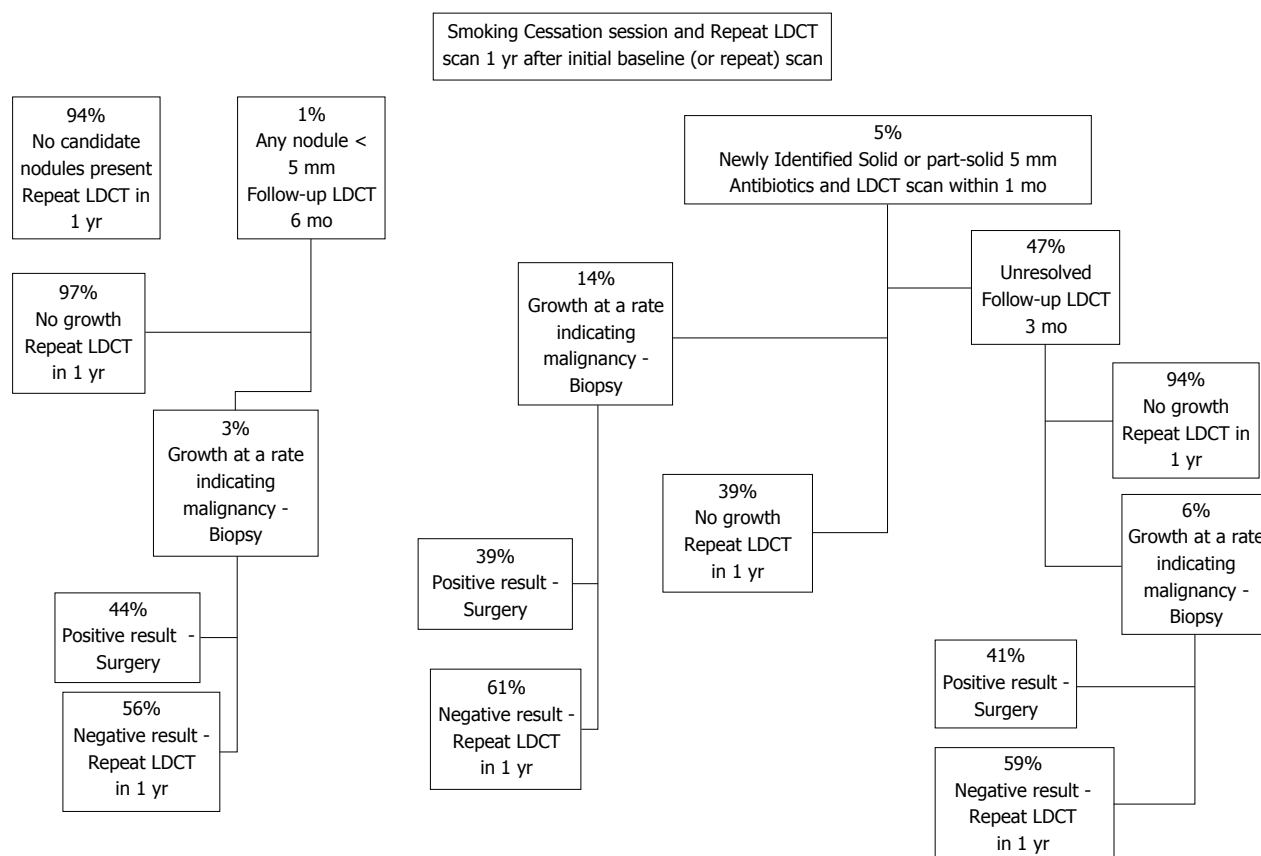 Smoking Cessation session and Repeat LDCT
scan 1 yr after initial baseline (or repeat) scan
94%
No candidate
nodules present
Repeat LDCT in
1 yr
1%
Any nodule <
5 mm
Follow-up LDCT
6 mo
5%
Newly Identified Solid or part-solid 5 mm
Antibiotics and LDCT scan within 1 mo
97%
No growth
Repeat LDCT
in 1 yr
3%
Growth at a rate
indicating
malignancy -
Biopsy
44%
Positive result -
Surgery
56%
Negative result -
Repeat LDCT
in 1 yr
14%
Growth at a rate
indicating
malignancy -
Biopsy
39%
Positive result -
Surgery
61%
Negative result -
Repeat LDCT
in 1 yr
39%
No growth
Repeat LDCT
in 1 yr
47%
Unresolved
Follow-up LDCT
3 mo
94%
No growth
Repeat LDCT in
1 yr
6%
Growth at a rate
indicating
malignancy -
Biopsy
41%
Positive result -
Surgery
59%
Negative result -
Repeat LDCT
in 1 yr